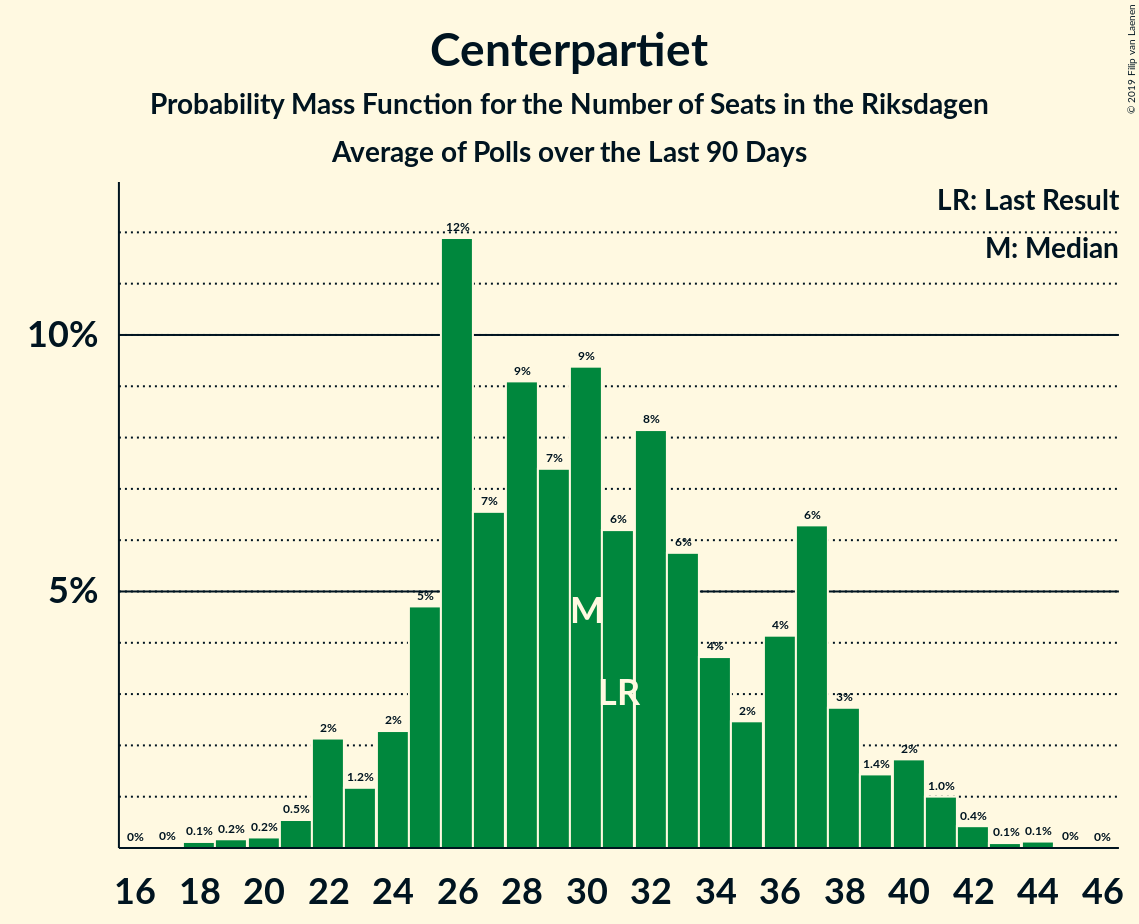 Centerpartiet
Probability Mass Function for the Number of Seats in the Riksdagen
Average of Polls over the Last 90 Days
© 2019 Filip van Laenen
LR: Last Result
M: Median
10%
5%
0% 0% 0.1% 0.2% 0.2% 0.5% 2% 1.2% 2% 5% 12% 7% 9% 7% 9% 6% 8% 6% 4% 2% 4% 6% 3% 1.4% 2% 1.0% 0.4% 0.1% 0.1% 0% 0%
M
LR
16 18 20 22 24 26 28 30 32 34 36 38 40 42 44 46